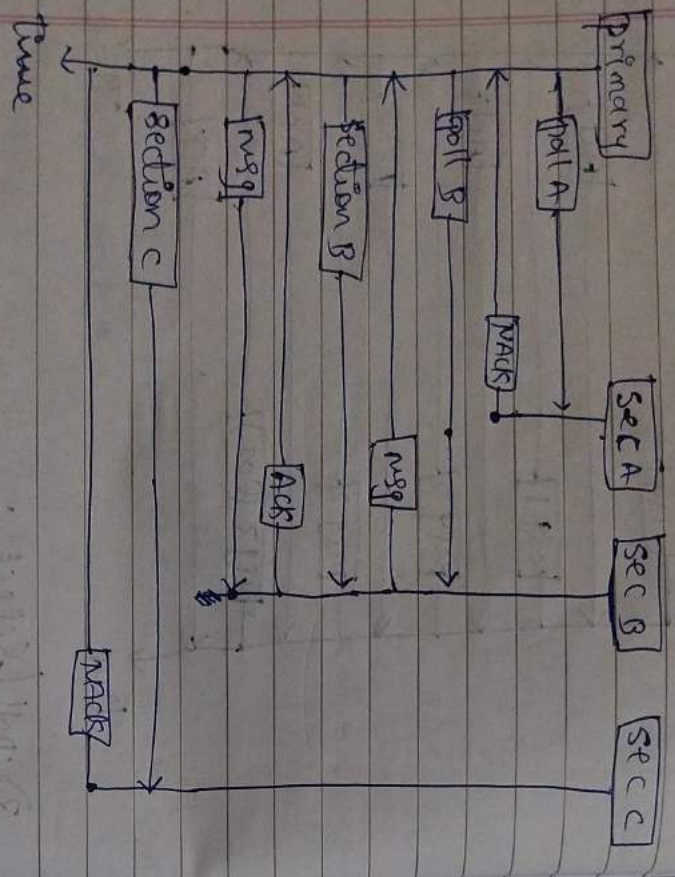 Primary
Sec A
Sec B
Sec C
poll A
NAck
poll B
msg
Section B
Ack
msg
Section C
NAck
Time